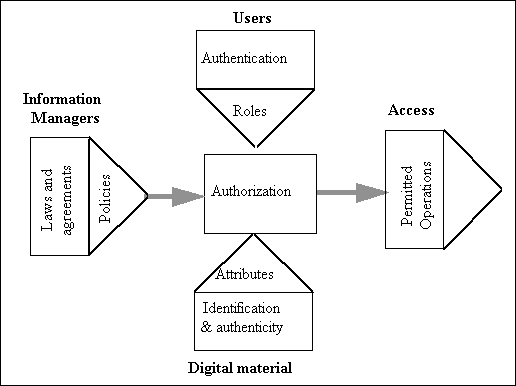 Users
Authentication
Roles
Information
Managers
Laws and
agreements
Policies
Authorization
Access
Permitted
Operations
Attributes
Identification
& authenticity
Digital material